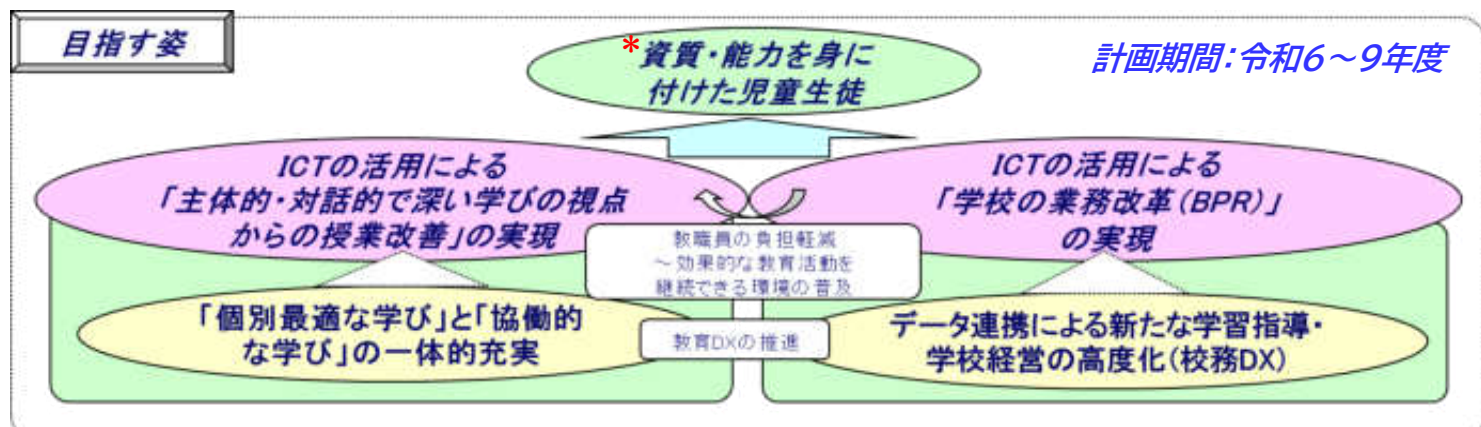 目指す姿
*資質・能力を身に
付けた児童生徒
計画期間:令和6～9年度
ICTの活用による
「主体的・対話的で深い学びの視点
からの授業改善」の実現
ICTの活用による
「学校の業務改革(BPR)」
の実現
教職員の負担軽減
～効果的な教育活動を
継続できる環境の普及
「個別最適な学び」と「協働的
な学び」の一体的充実
教育DXの推進
データ連携による新たな学習指導・
学校経営の高度化(校務DX)